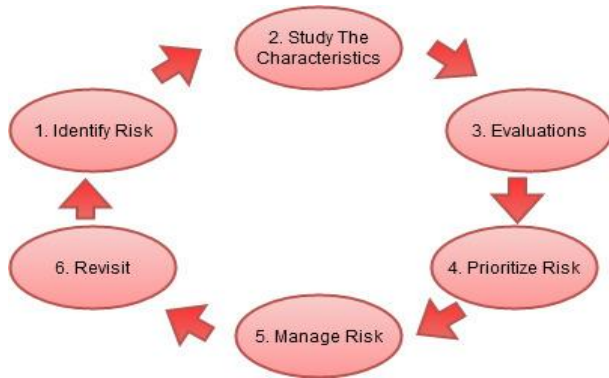 1. Identify Risk
2. Study The
Characteristics
3. Evaluations
4. Prioritize Risk
5. Manage Risk
6. Revisit